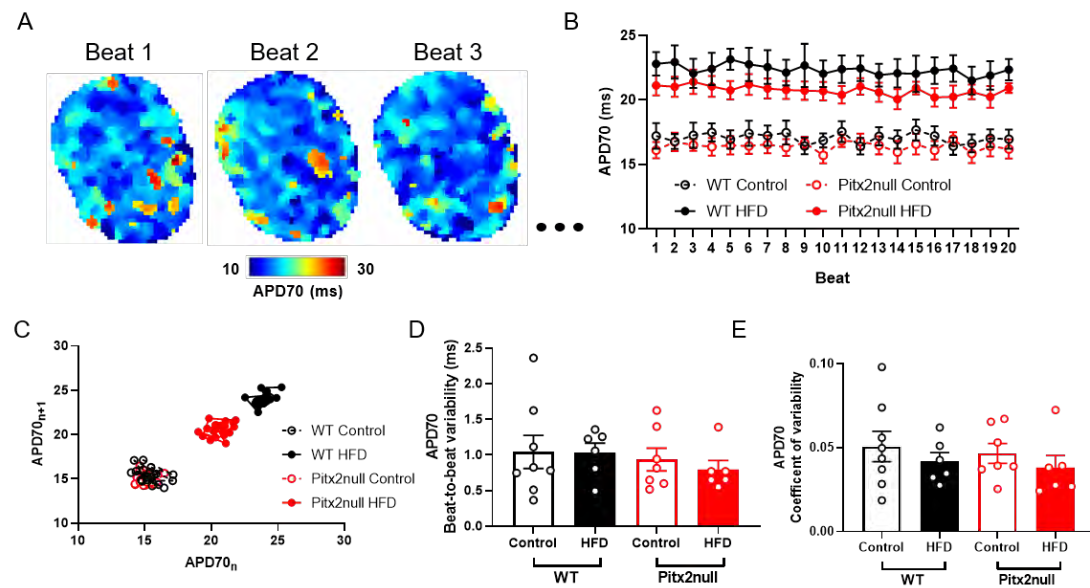 A
Beat 1 Beat 2 Beat 3
10 30
APD70 (ms)
B
APD70 (ms)
25
20
15
10
WT Control Pitx2null Control
WT HFD Pitx2null HFD
1 2 3 4 5 6 7 8 9 10 11 12 13 14 15 16 17 18 19 20
Beat
C
APD70n+1
30
25
20
15
10
WT Control
WT HFD
Pitx2null Control
Pitx2null HFD
10 15 20 25 30
APD70n
D
APD70
Beat-to-beat variability (ms)
2.5
2.0
1.5
1.0
0.5
0.0
Control HFD Control HFD
WT Pitx2null
E
APD70
Coefficent of variability
0.10
0.05
0.00
Control HFD Control HFD
WT Pitx2null